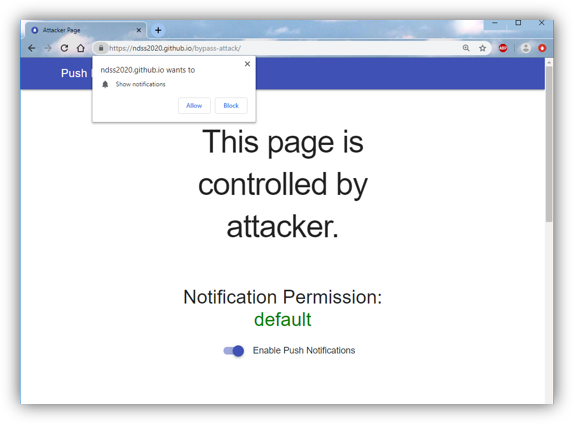 Attacker Page
https://ndss2020.github.io/bypass-attack/
ABP
Push
ndss2020.github.io wants to
Show notifications
Allow
Block
This page is
controlled by
attacker.
Notification Permission:
default
Enable Push Notifications